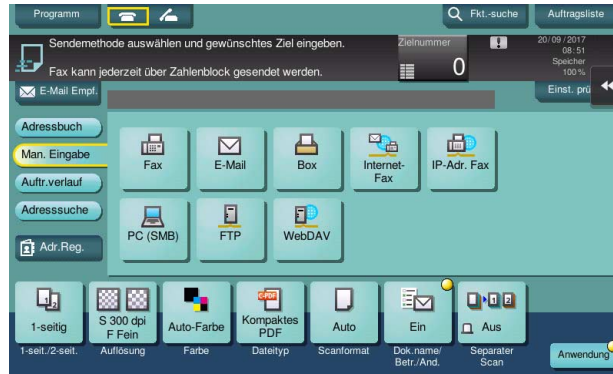 Programm
Fkt.-suche
Auftragsliste
Sendemethode auswählen und gewünschtes Ziel eingeben.
Fax kann jederzeit über Zahlenblock gesendet werden.
Zielnummer
0
20/09/2017
08:51
Speicher
100 %
E-Mail Empf.
Einst. prü
Adressbuch
Man. Eingabe
Auftr.verlauf
Adresssuche
Adr.Reg.
Fax
E-Mail
Box
Internet-
Fax
IP-Adr. Fax
PC (SMB)
FTP
WebDAV
1-seitig
S 300 dpi
F Fein
Auto-Farbe
Kompaktes
PDF
Auto
Ein
Aus
1-seit./2-seit.
Auflösung
Farbe
Dateityp
Scanformat
Dok.name/
Betr./And.
Separater
Scan
Anwendung